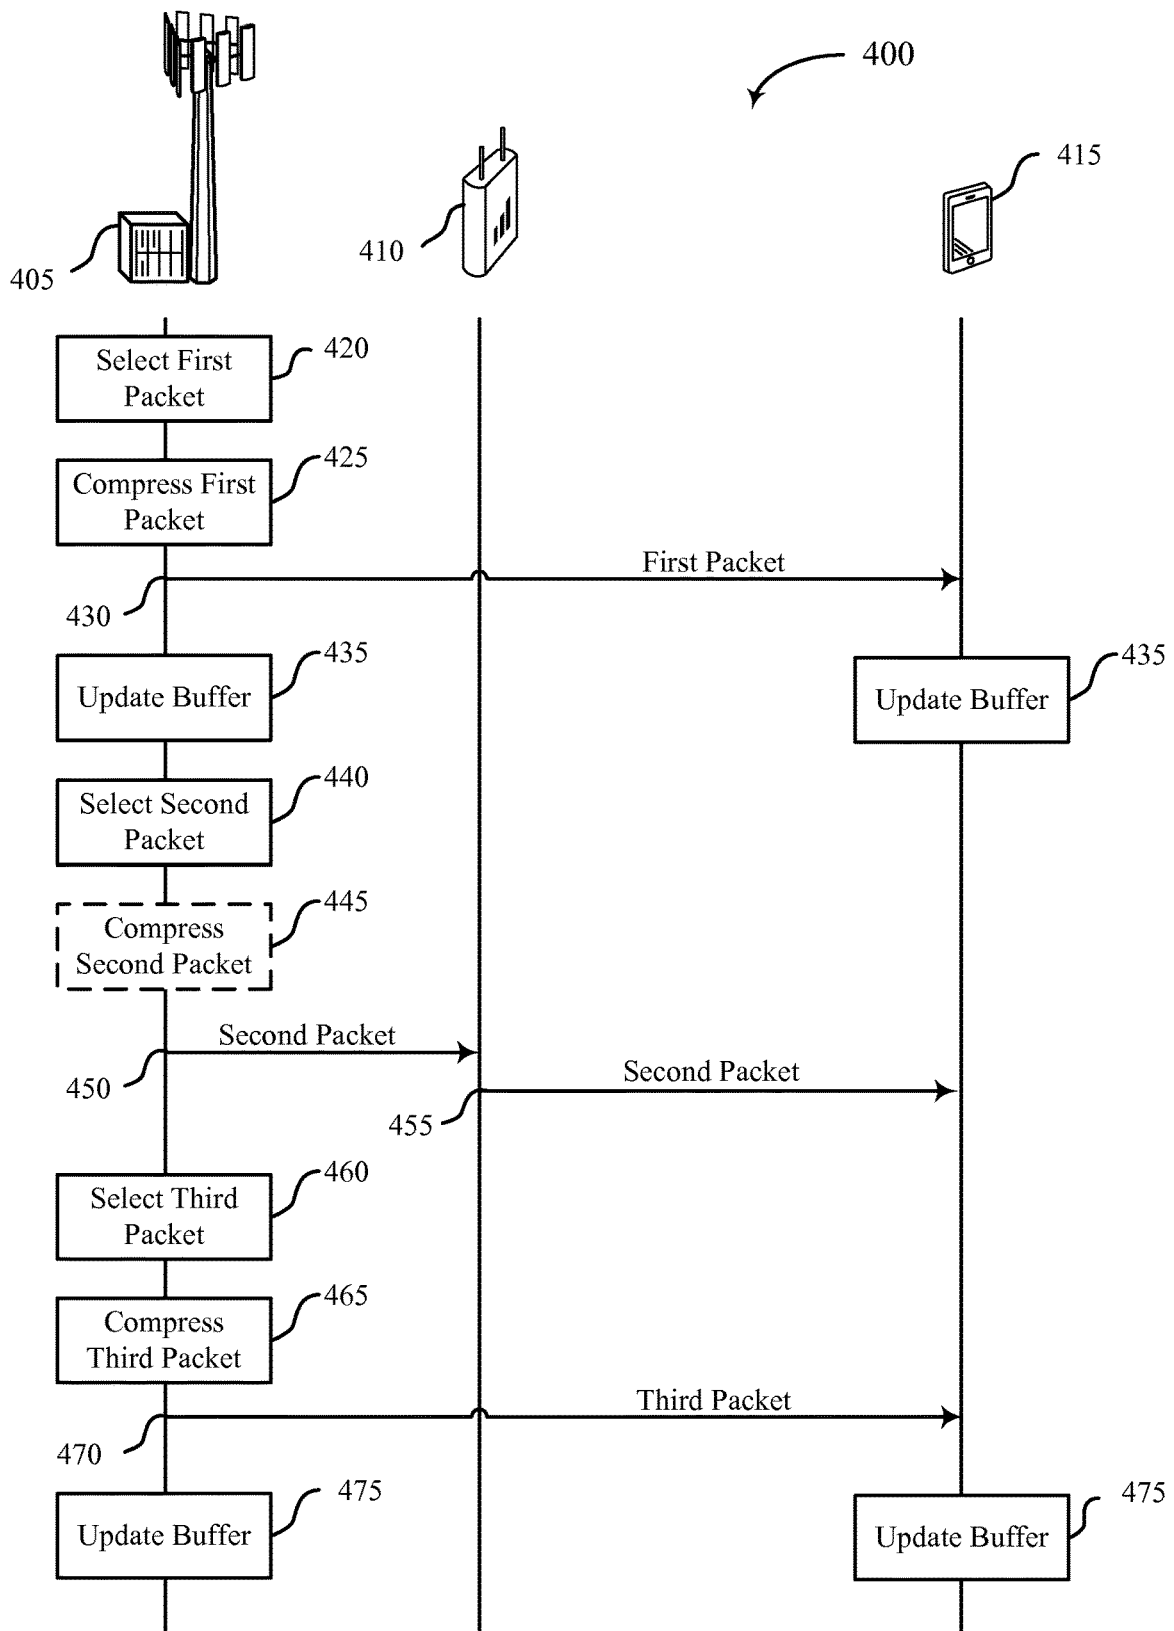 400
415
410
405
420
Select First
Packet
425
Compress First
Packet
First Packet
430
435
Update Buffer
435
Update Buffer
440
Select Second
Packet
445
Compress
Second Packet
Second Packet
450
Second Packet
455
460
Select Third
Packet
465
Compress
Third Packet
Third Packet
470
475
Update Buffer
475
Update Buffer